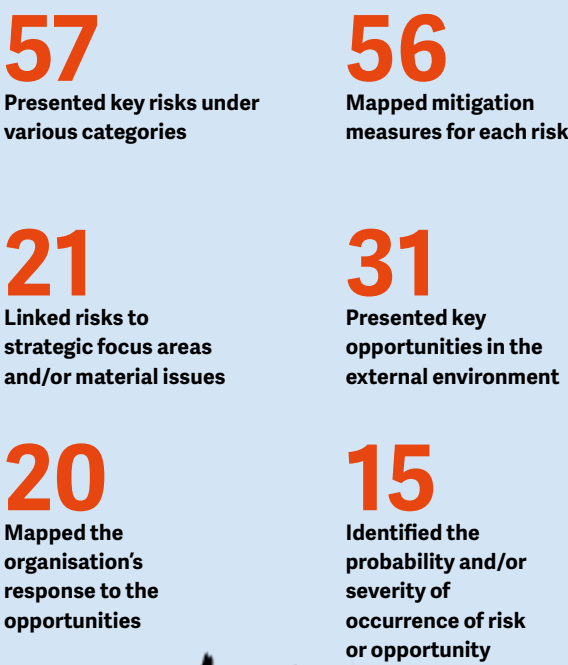 57
Presented key risks under
various categories
56
Mapped mitigation
measures for each risk
21
Linked risks to
strategic focus areas
and/or material issues
31
Presented key
opportunities in the
external environment
20
Mapped the
organisation's
response to the
opportunities
15
Identified the
probability and/or
severity of
occurrence of risk
or opportunity